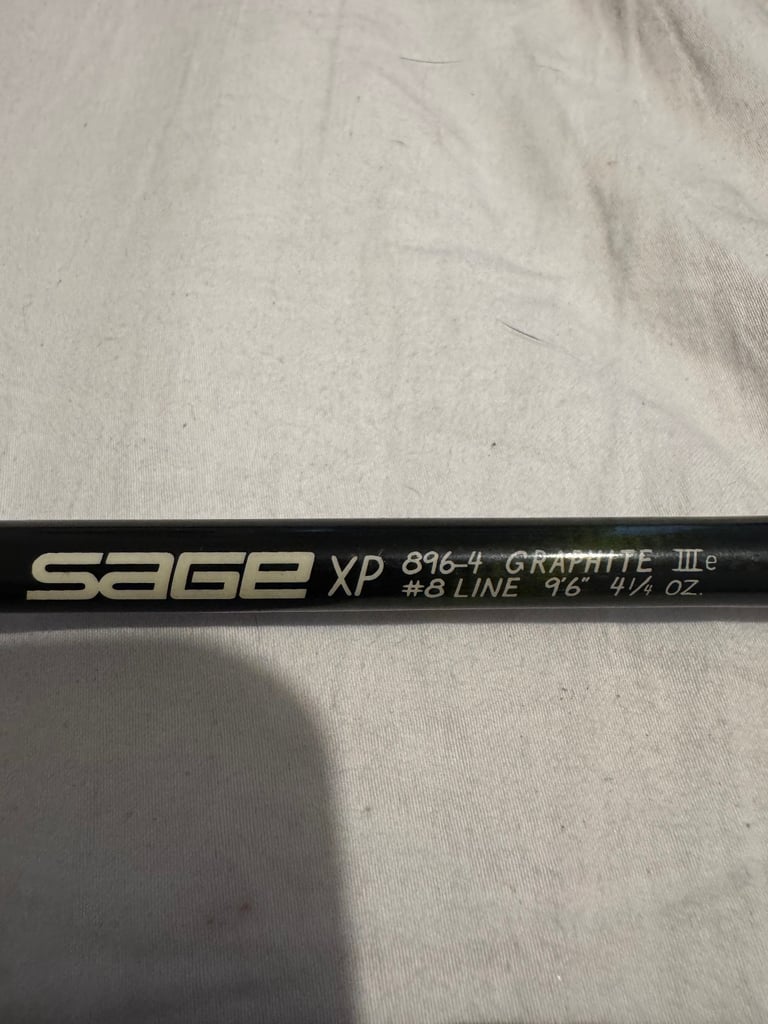 SAGE XP 896-4 GRAPHITE IIIe
#8 LINE 9'6" 4 1/4 OZ.